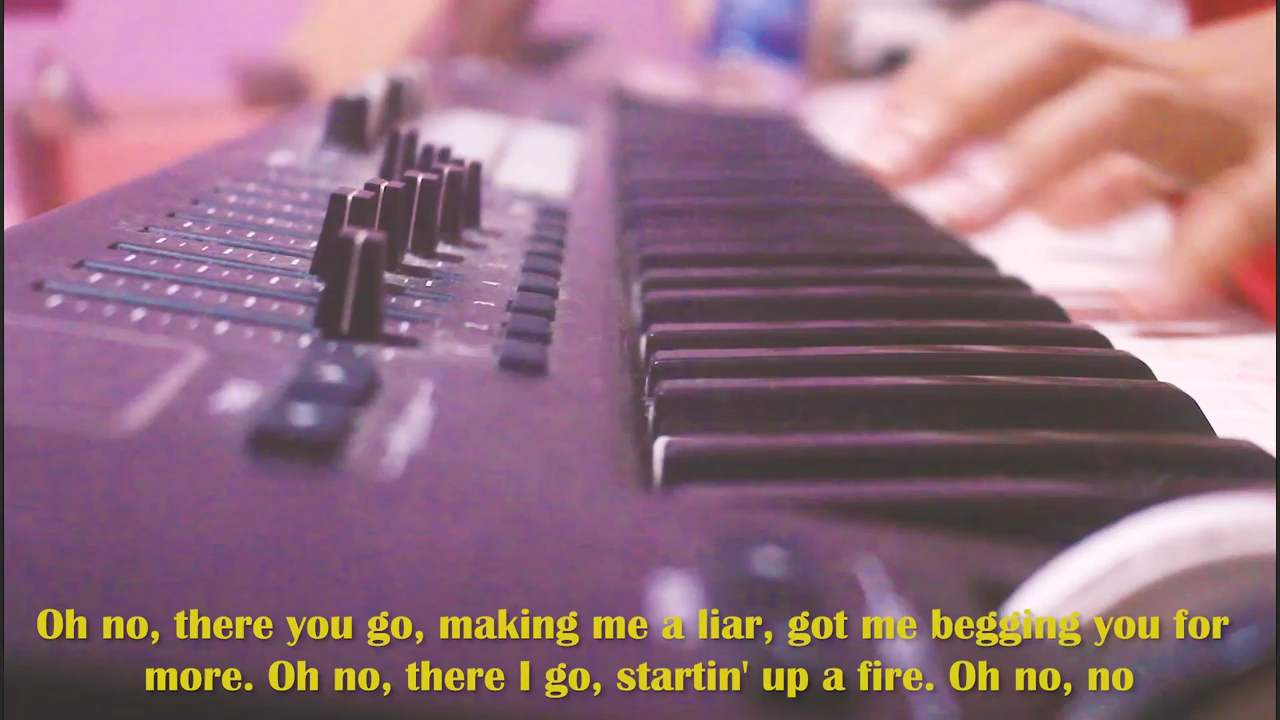 Oh no, there you go, making me a liar, got me begging you for
more. Oh no, there I go, startin' up a fire. Oh no, no